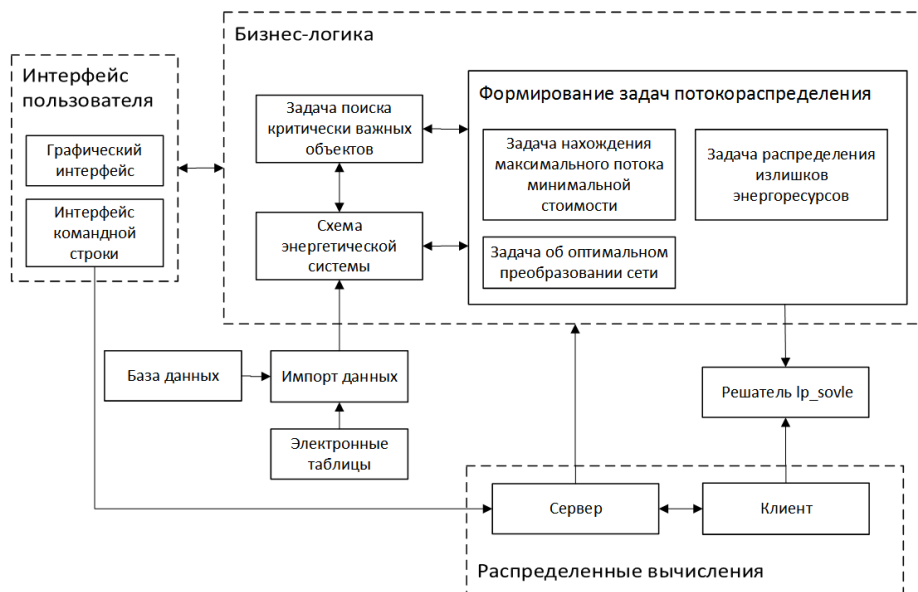 Бизнес-логика
Интерфейс
пользователя
Графический
интерфейс
Интерфейс
командной
строки
Задача поиска
критически важных
объектов
Схема
энергетической
системы
Формирование задач потокораспределения
Задача нахождения
максимального потока
минимальной
стоимости
Задача распределения
излишков
энергоресурсов
Задача об оптимальном
преобразовании сети
База данных
Импорт данных
Электронные
таблицы
Решатель lp_sovle
Сервер
Клиент
Распределенные вычисления